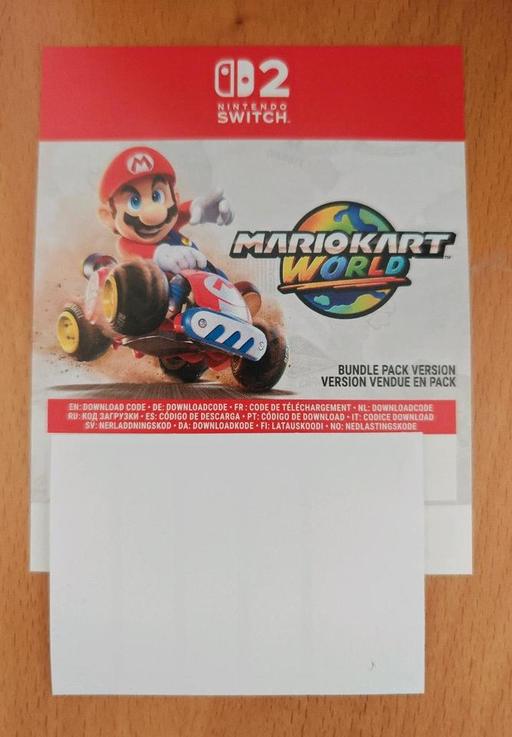 2
NINTENDO
SWITCH™
M
MARIOKART™
WORLD
BUNDLE PACK VERSION
VERSION VENDUE EN PACK
EN: DOWNLOAD CODE • DE: DOWNLOADCODE • FR : CODE DE TÉLÉCHARGEMENT • NL: DOWNLOADCODE
RU: КОД ЗАГРУЗКИ • ES: CÓDIGO DE DESCARGA • PT: CÓDIGO DE DOWNLOAD • IT: CODICE DOWNLOAD
SV: NERLADDNINGSKOD • DA: DOWNLOADKODE • FI: LATAUSKOODI • NO: NEDLASTINGSKODE